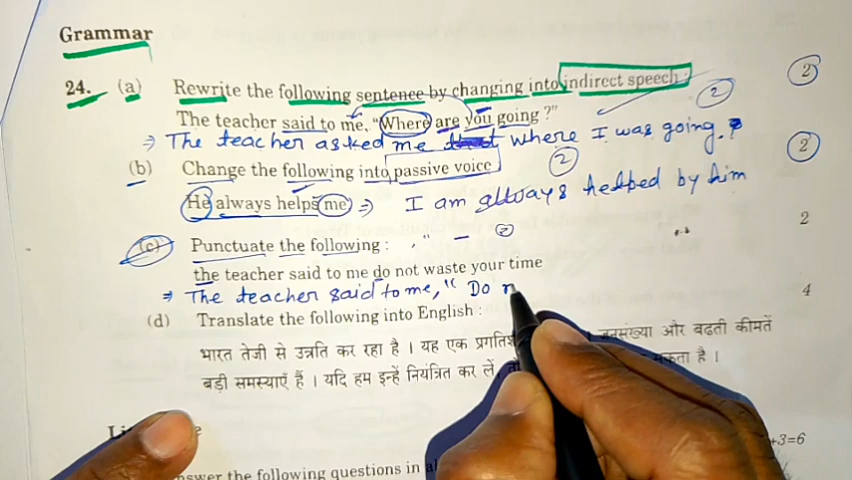 Grammar
24. (a) Rewrite the following sentence by changing into indirect speech : 2
The teacher said to me, "Where are you going ?" 2
⇒ The teacher asked me that where I was going.
(b) Change the following into passive voice 2 2
He always helps me ⇒ I am always helped by him
(c) Punctuate the following : , " 2 2
the teacher said to me do not waste your time
⇒ The teacher said to me, " Do n 4
(d) Translate the following into English :
भारत तेजी से उन्नति कर रहा है । यह एक जनसंख्या और बढती कीमतें
बड़ी समस्याएँ हैं । यदि हम इन्हें नियंत्रित कर लें, है ।
+3=6
the following questions in